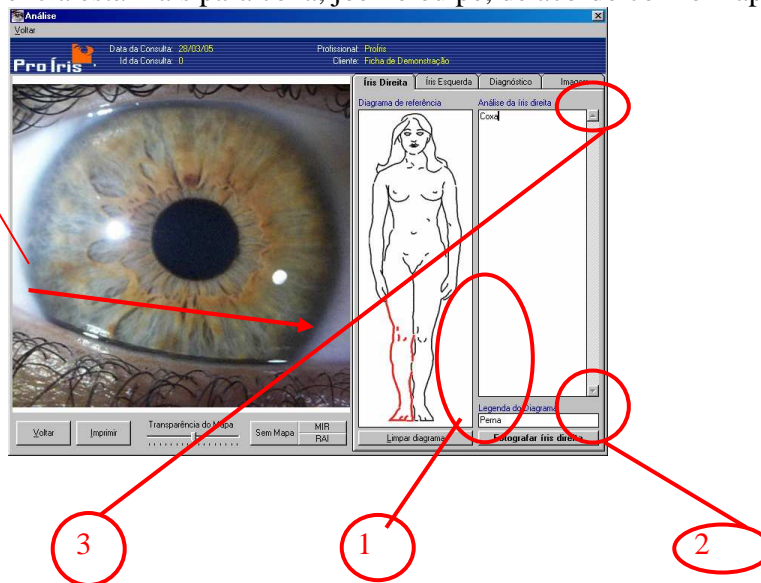 Análise
Voltar
Pro Íris
Data da Consulta: 28/03/05
Id da Consulta: 0
Profissional: Proíris
Cliente: Ficha de Demonstração
Íris Direita Íris Esquerda Diagnóstico Imagem
Diagrama de referência
Análise da íris direita
Coxa
Legenda do Diagrama
Perna
Voltar Imprimir
Transparência do Mapa
Sem Mapa
MIR
RAI
Limpar diagrama
Fotografar íris direita
3 1 2